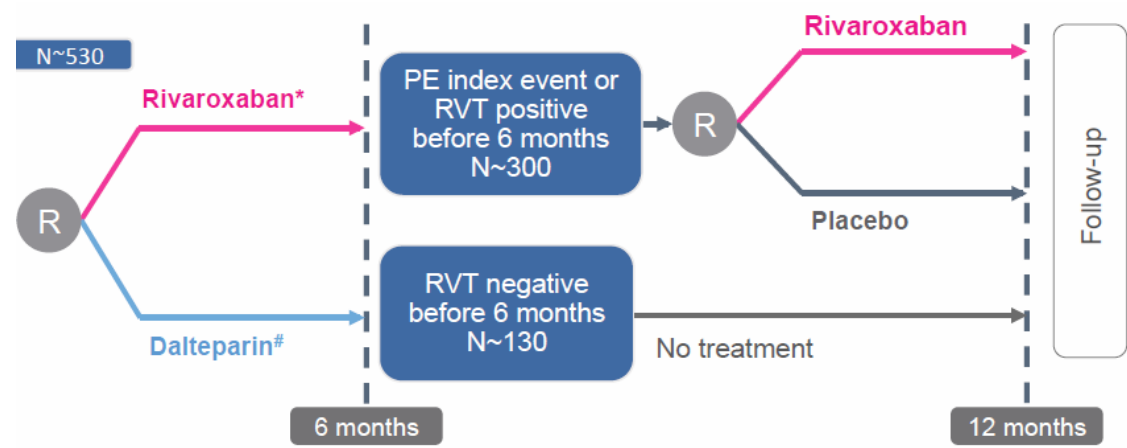 N~530
Rivaroxaban*
R
Dalteparin#
6 months
PE index event or
RVT positive
before 6 months
N~300
RVT negative
before 6 months
N~130
R
Rivaroxaban
Placebo
No treatment
12 months
Follow-up